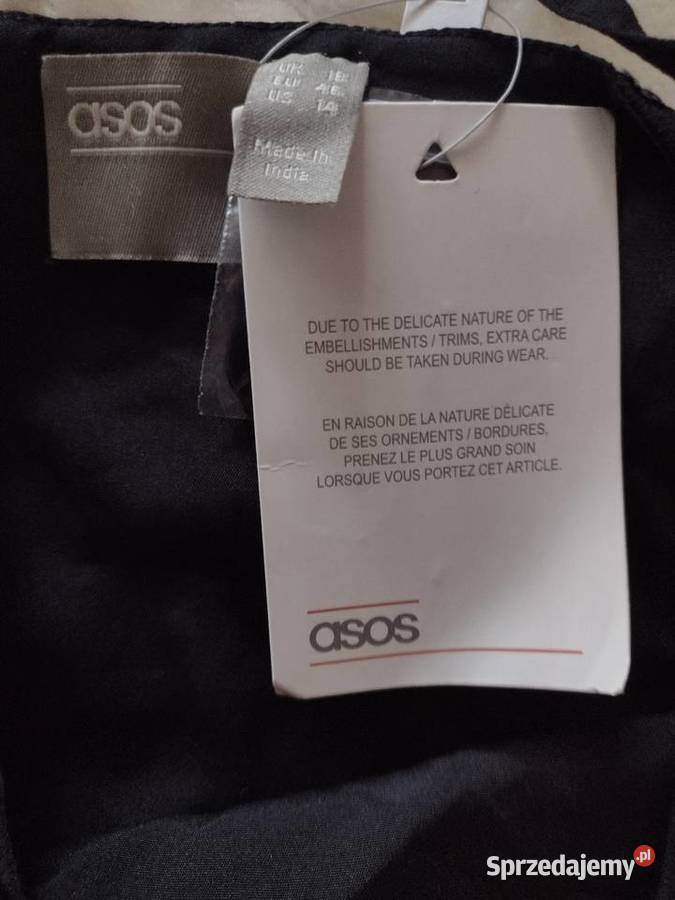 asos
UK 18
EU 46
US 14
Made in
India
DUE TO THE DELICATE NATURE OF THE
EMBELLISHMENTS / TRIMS, EXTRA CARE
SHOULD BE TAKEN DURING WEAR.
EN RAISON DE LA NATURE DÉLICATE
DE SES ORNEMENTS / BORDURES,
PRENEZ LE PLUS GRAND SOIN
LORSQUE VOUS PORTEZ CET ARTICLE.
asos
Sprzedajemy.pl